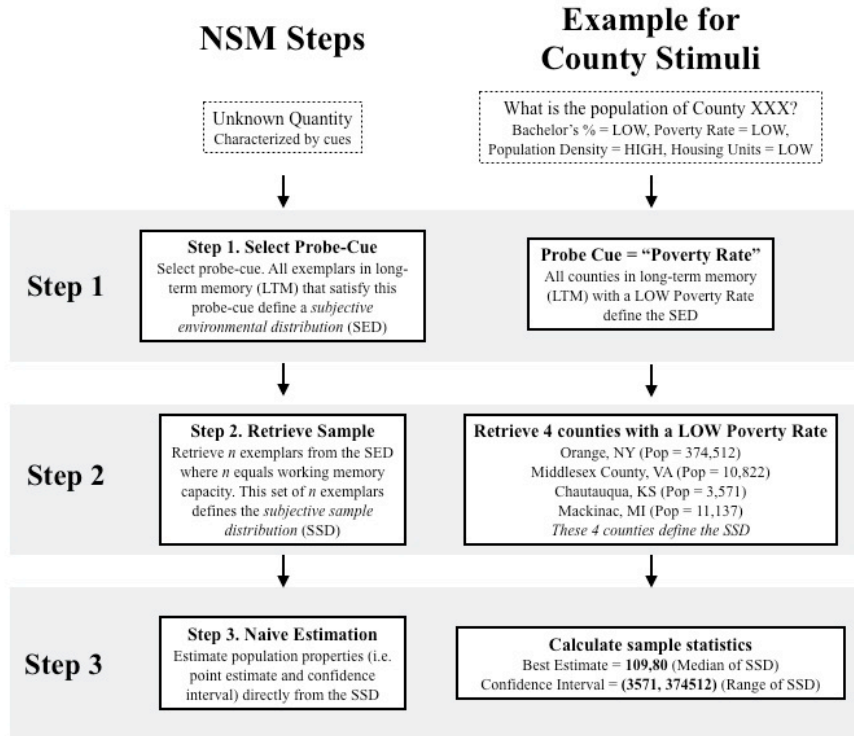 NSM Steps
Example for
County Stimuli
Unknown Quantity
Characterized by cues
What is the population of County XXX?
Bachelor's % = LOW, Poverty Rate = LOW,
Population Density = HIGH, Housing Units = LOW
Step 1
Step 1. Select Probe-Cue
Select probe-cue. All exemplars in long-
term memory (LTM) that satisfy this
probe-cue define a subjective
environmental distribution (SED)
Probe Cue = "Poverty Rate"
All counties in long-term memory
(LTM) with a LOW Poverty Rate
define the SED
Step 2
Step 2. Retrieve Sample
Retrieve n exemplars from the SED
where n equals working memory
capacity. This set of n exemplars
defines the subjective sample
distribution (SSD)
Retrieve 4 counties with a LOW Poverty Rate
Orange, NY (Pop = 374,512)
Middlesex County, VA (Pop = 10,822)
Chautauqua, KS (Pop = 3,571)
Mackinac, MI (Pop = 11,137)
These 4 counties define the SSD
Step 3
Step 3. Naive Estimation
Estimate population properties (i.e.
point estimate and confidence
interval) directly from the SSD
Calculate sample statistics
Best Estimate = 109,80 (Median of SSD)
Confidence Interval = (3571, 374512) (Range of SSD)